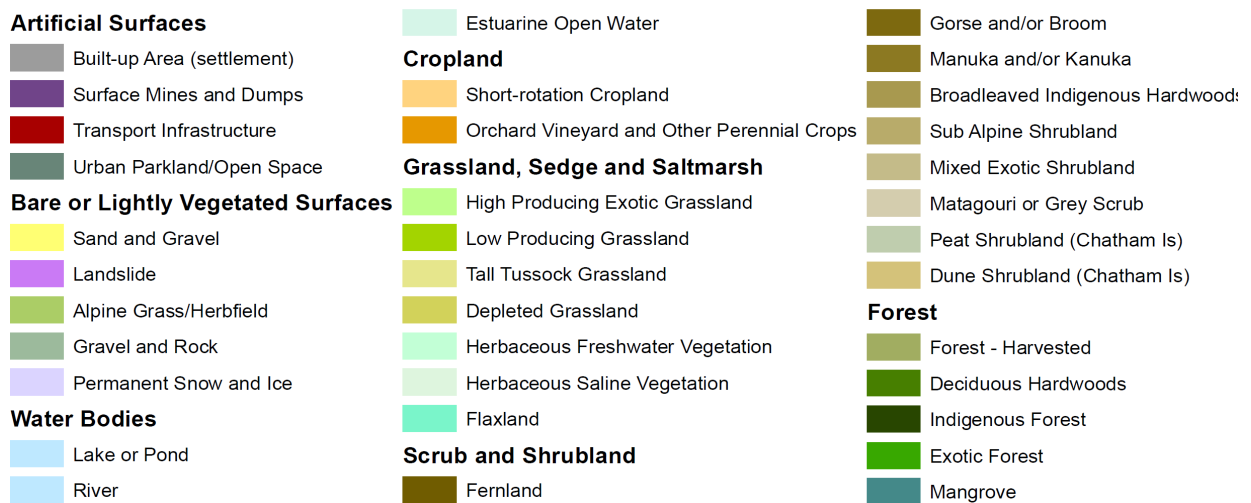 Artificial Surfaces
Built-up Area (settlement)
Surface Mines and Dumps
Transport Infrastructure
Urban Parkland/Open Space
Bare or Lightly Vegetated Surfaces
Sand and Gravel
Landslide
Alpine Grass/Herbfield
Gravel and Rock
Permanent Snow and Ice
Water Bodies
Lake or Pond
River
Estuarine Open Water
Cropland
Short-rotation Cropland
Orchard Vineyard and Other Perennial Crops
Grassland, Sedge and Saltmarsh
High Producing Exotic Grassland
Low Producing Grassland
Tall Tussock Grassland
Depleted Grassland
Herbaceous Freshwater Vegetation
Herbaceous Saline Vegetation
Flaxland
Scrub and Shrubland
Fernland
Gorse and/or Broom
Manuka and/or Kanuka
Broadleaved Indigenous Hardwoods
Sub Alpine Shrubland
Mixed Exotic Shrubland
Matagouri or Grey Scrub
Peat Shrubland (Chatham Is)
Dune Shrubland (Chatham Is)
Forest
Forest - Harvested
Deciduous Hardwoods
Indigenous Forest
Exotic Forest
Mangrove